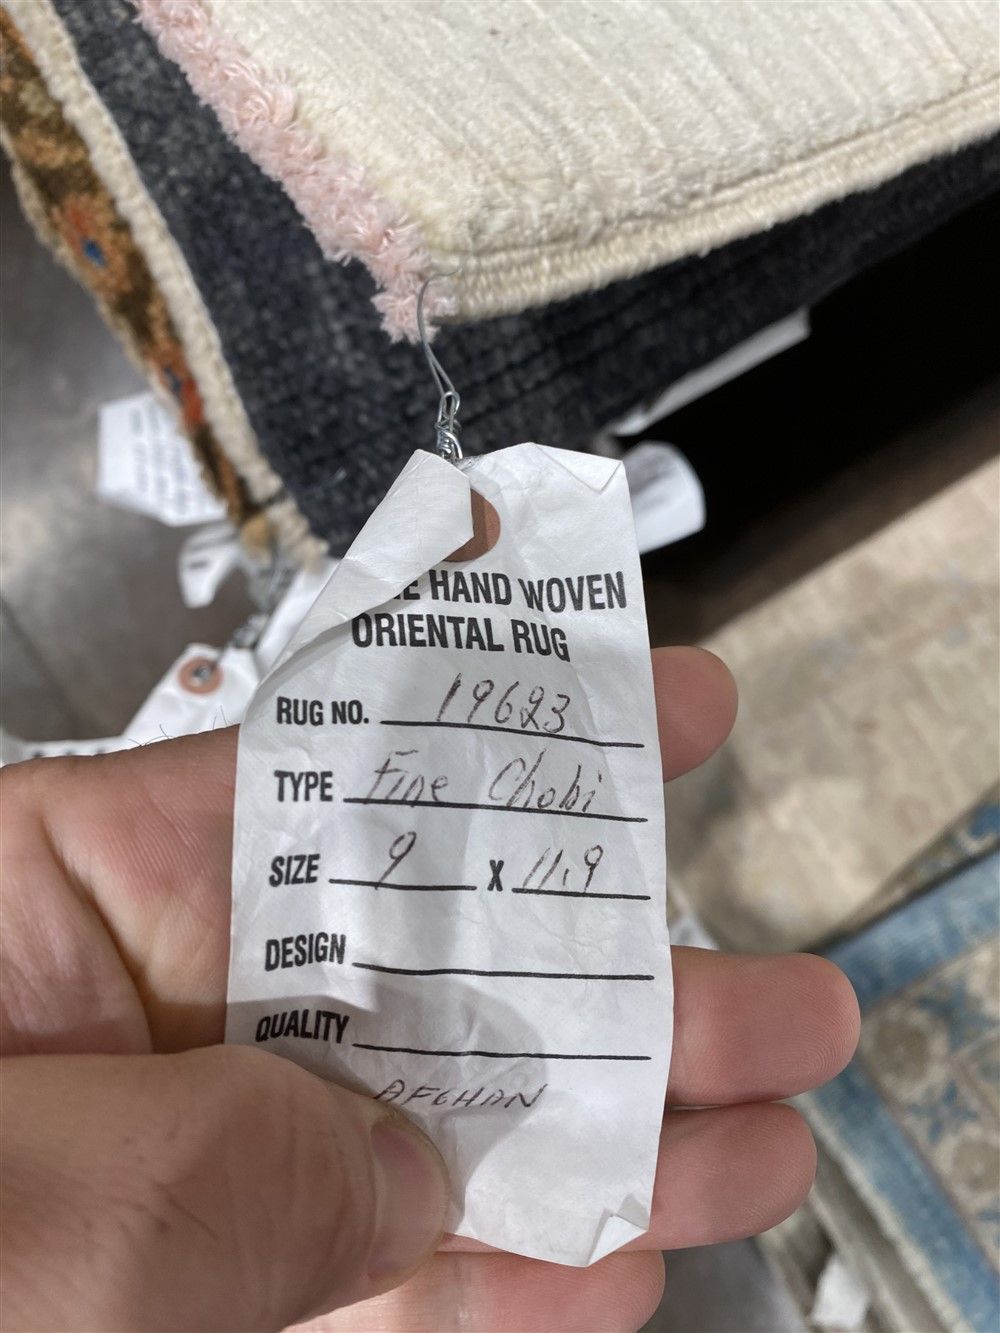 HAND WOVEN
ORIENTAL RUG
RUG NO. 19623
TYPE Fine Chobi
SIZE 9 x 11.9
DESIGN
QUALITY
AFGHAN